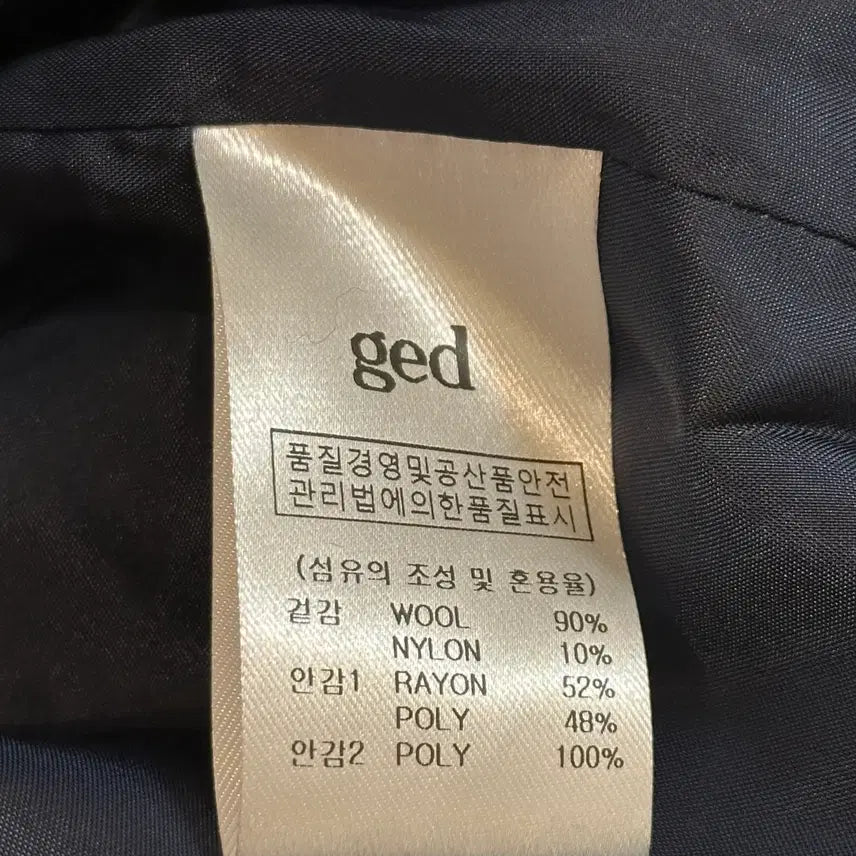 ged
품질경영및공산품안전
관리법에의한품질표시
(섬유의 조성 및 혼용율)
겉감 WOOL 90%
NYLON 10%
안감1 RAYON 52%
POLY 48%
안감2 POLY 100%